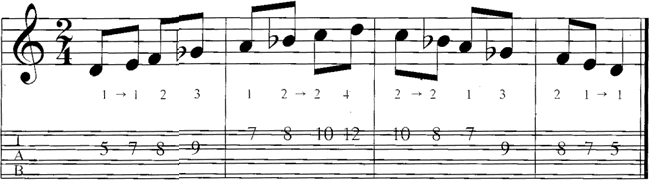 2
4
1 → 1 2 3 1 2 → 2 4 2 → 2 1 3 2 1 → 1
T 7 8 10 12 10 8 7
A 5 7 8 9 9 8 7 5
B